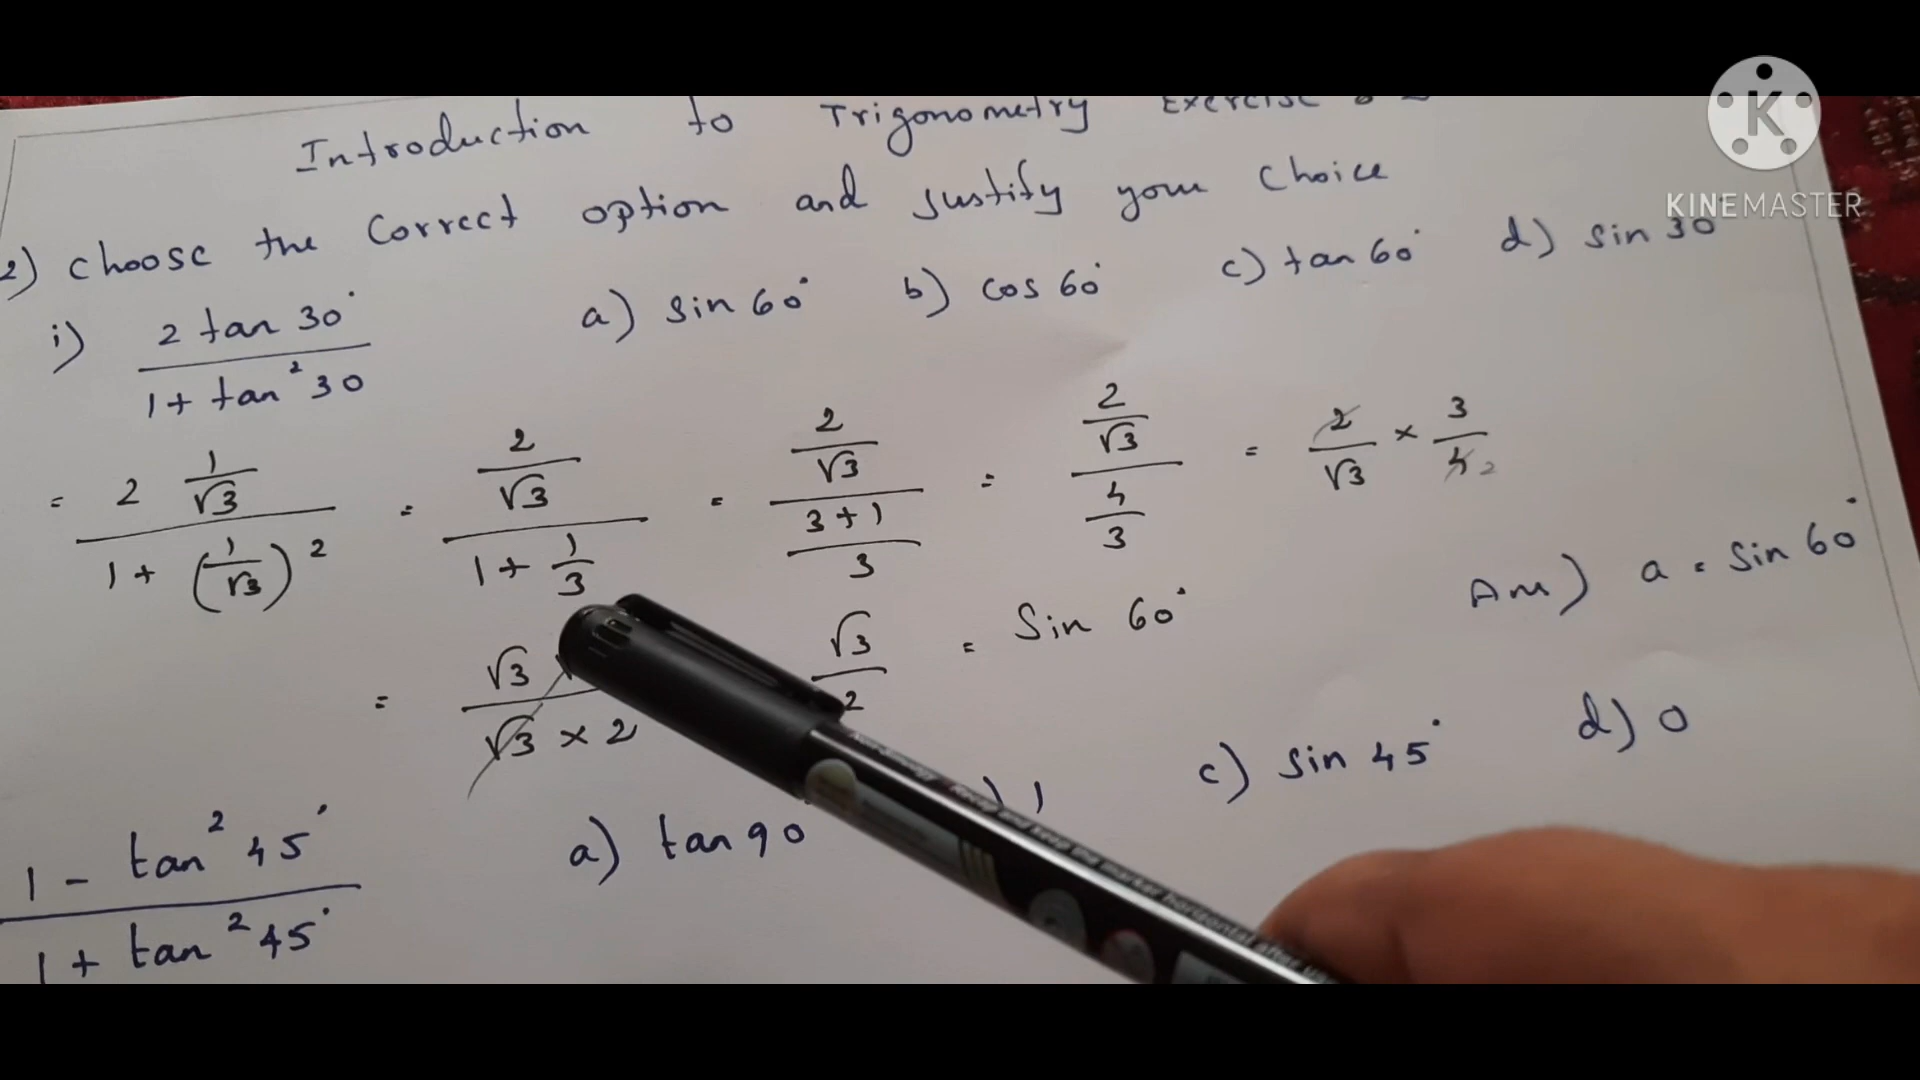 Introduction to Trigonometry Exercise 8
2) choose the correct option and justify your choice
i) 2 tan 30° / 1 + tan² 30 a) sin 60° b) cos 60° c) tan 60° d) sin 30°
= 2 1/√3 / 1 + (1/√3)² = 2/√3 / 1 + 1/3 = 2/√3 / 3+1/3 = 2/√3 / 4/3 = 2/√3 × 3/4 2
= √3 / √3 × 2 √3/2 = Sin 60° Ans) a = Sin 60°
1 - tan² 45° / 1 + tan² 45° a) tan 90 ) 1 c) sin 45° d) 0
K
KINEMASTER